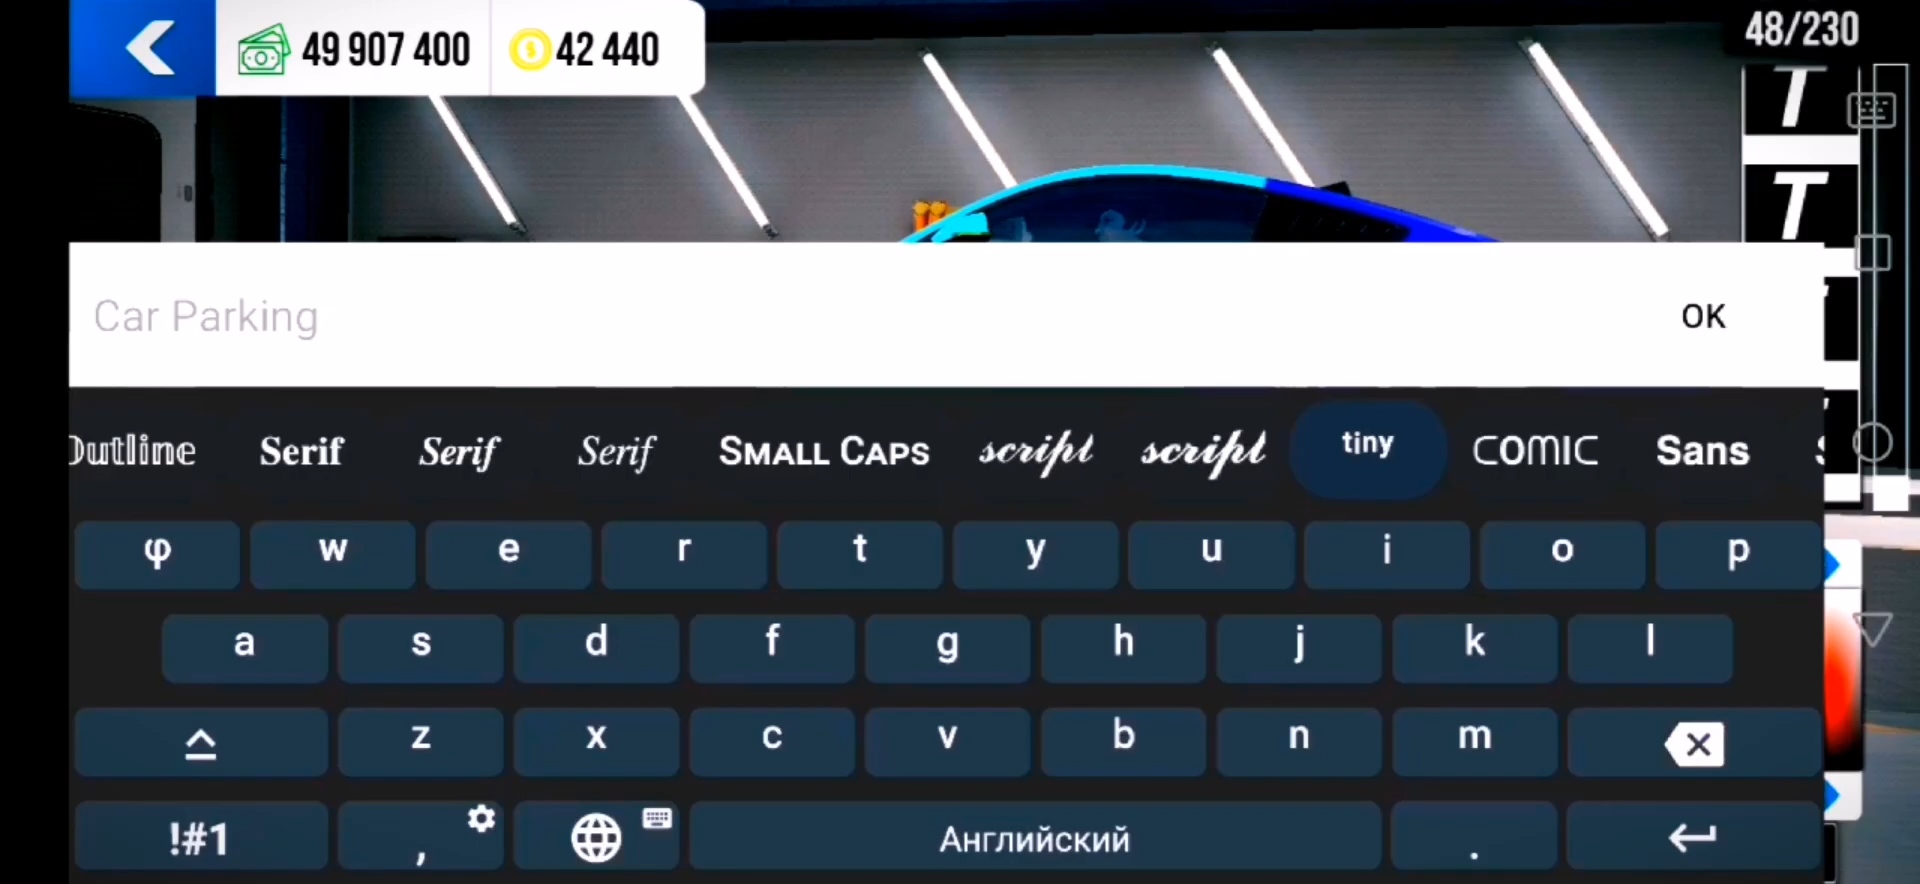 49 907 400 42 440 48/230
T
T
Car Parking OK
Outline Serif Serif Serif SMALL CAPS script script tiny COMIC Sans
φ w e r t y u i o p
a s d f g h j k l
z x c v b n m
!#1 , Английский .